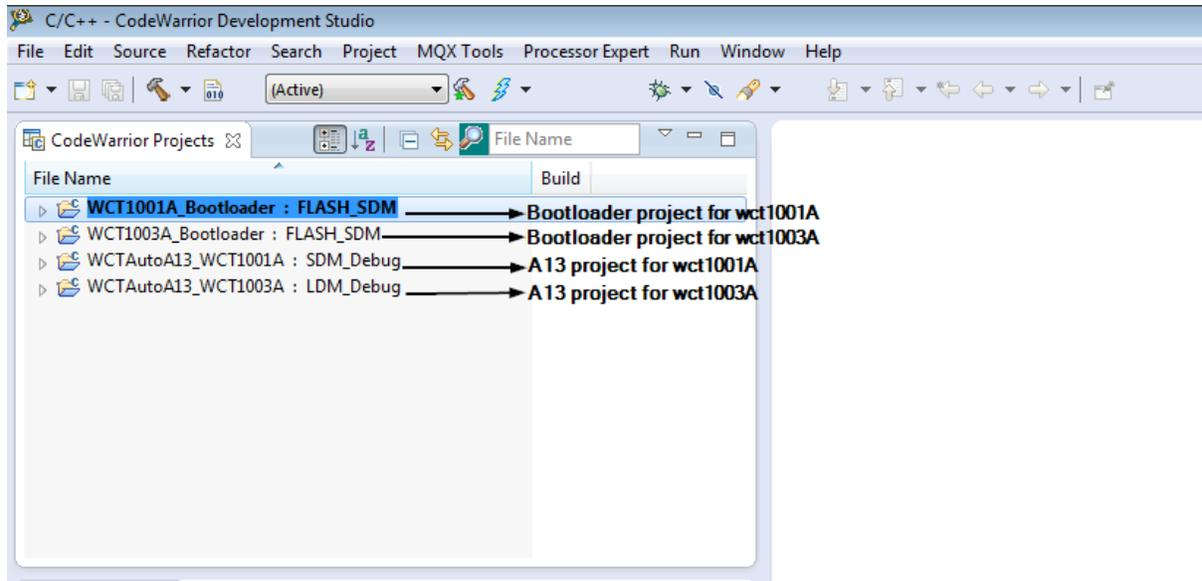 C/C++ - CodeWarrior Development Studio
File Edit Source Refactor Search Project MQX Tools Processor Expert Run Window Help
010 (Active)
CodeWarrior Projects a z File Name
File Name Build
WCT1001A_Bootloader : FLASH_SDM Bootloader project for wct1001A
WCT1003A_Bootloader : FLASH_SDM Bootloader project for wct1003A
WCTAutoA13_WCT1001A : SDM_Debug A13 project for wct1001A
WCTAutoA13_WCT1003A : LDM_Debug A13 project for wct1003A